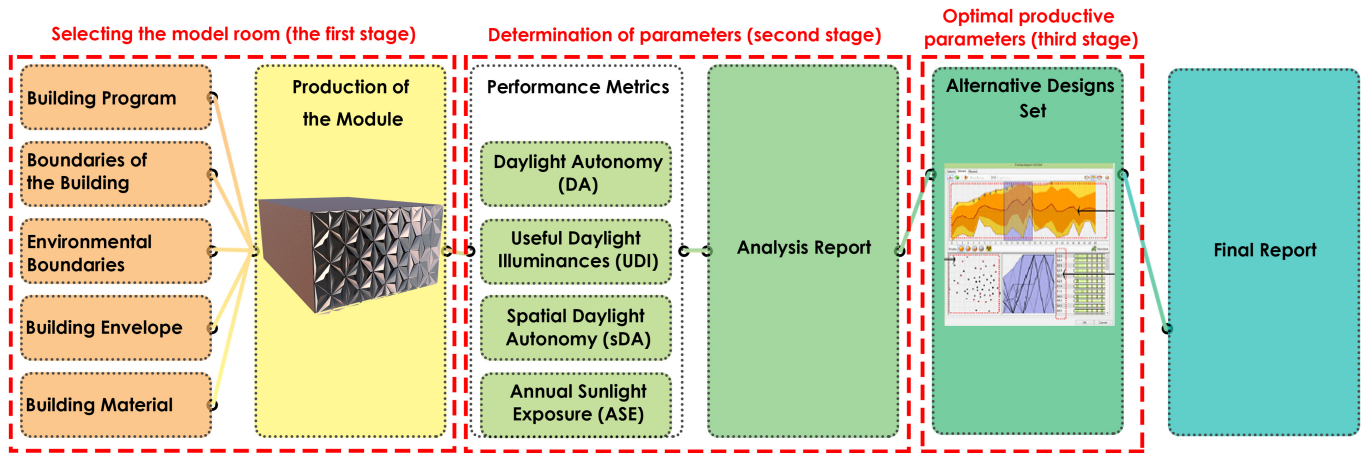 Selecting the model room (the first stage)
Building Program
Boundaries of
the Building
Environmental
Boundaries
Building Envelope
Building Material
Production of
the Module
Determination of parameters (second stage)
Performance Metrics
Daylight Autonomy
(DA)
Useful Daylight
Illuminances (UDI)
Spatial Daylight
Autonomy (sDA)
Annual Sunlight
Exposure (ASE)
Analysis Report
Optimal productive
parameters (third stage)
Alternative Designs
Set
Final Report